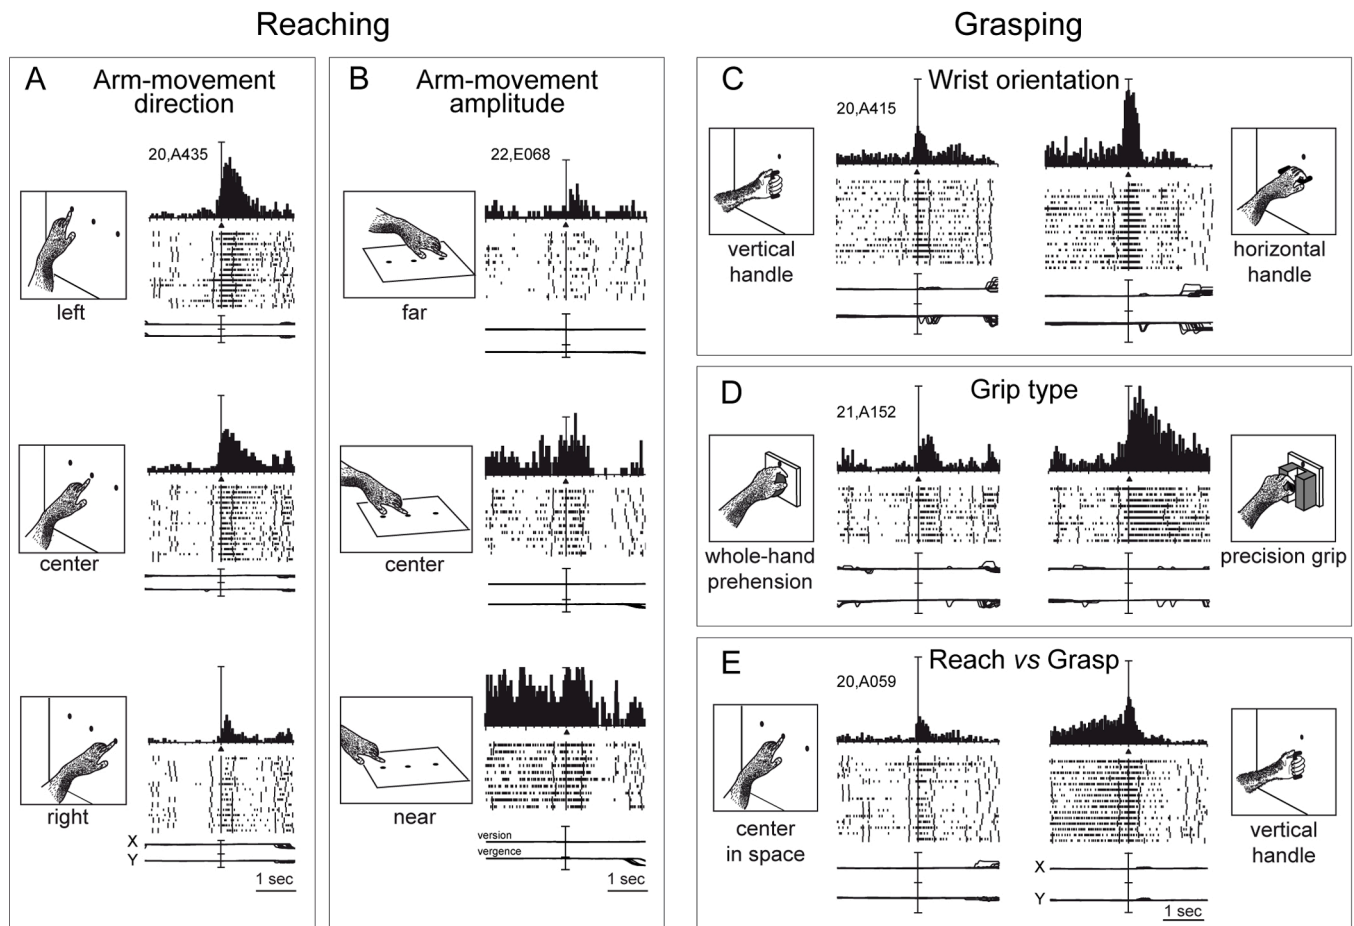 Reaching
Grasping
A
Arm-movement
direction
20,A435
left
center
right
X
Y
1 sec
B
Arm-movement
amplitude
22,E068
far
center
near
version
vergence
1 sec
C
Wrist orientation
20,A415
vertical
handle
horizontal
handle
D
Grip type
21,A152
whole-hand
prehension
precision grip
E
Reach vs Grasp
20,A059
center
in space
X
Y
1 sec
vertical
handle